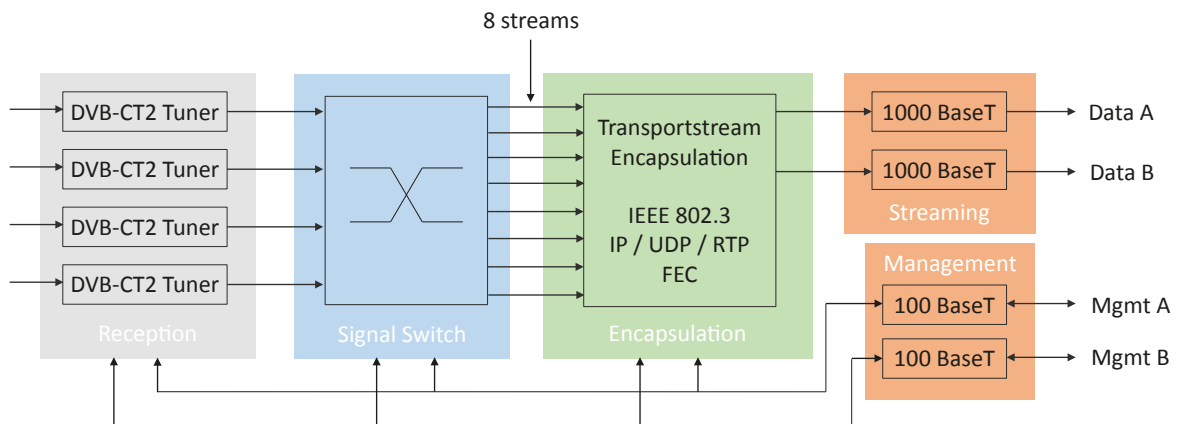 8 streams
DVB-CT2 Tuner
DVB-CT2 Tuner
DVB-CT2 Tuner
DVB-CT2 Tuner
Reception
Signal Switch
Transportstream
Encapsulation
IEEE 802.3
IP / UDP / RTP
FEC
Encapsulation
1000 BaseT
Data A
1000 BaseT
Data B
Streaming
Management
100 BaseT
Mgmt A
100 BaseT
Mgmt B